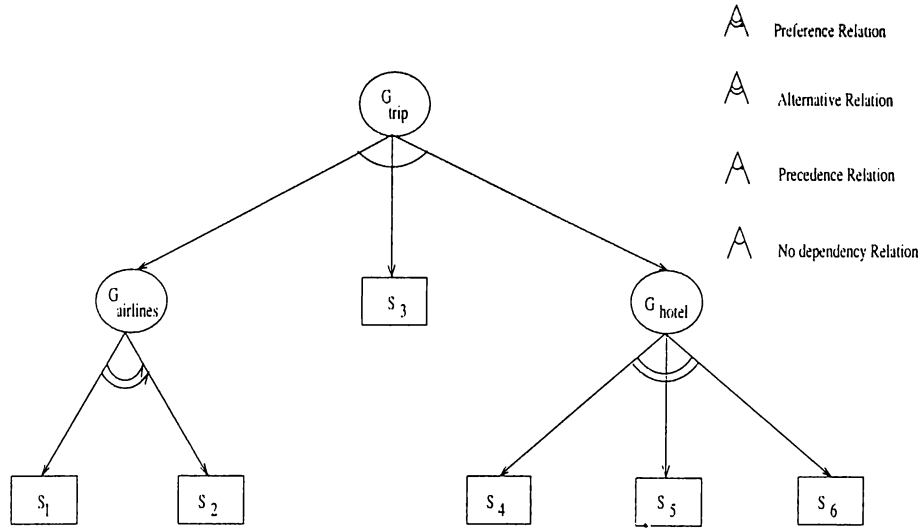 Preference Relation
Alternative Relation
Precedence Relation
No dependency Relation
G trip
G airlines
S 3
G hotel
S 1
S 2
S 4
S 5
S 6